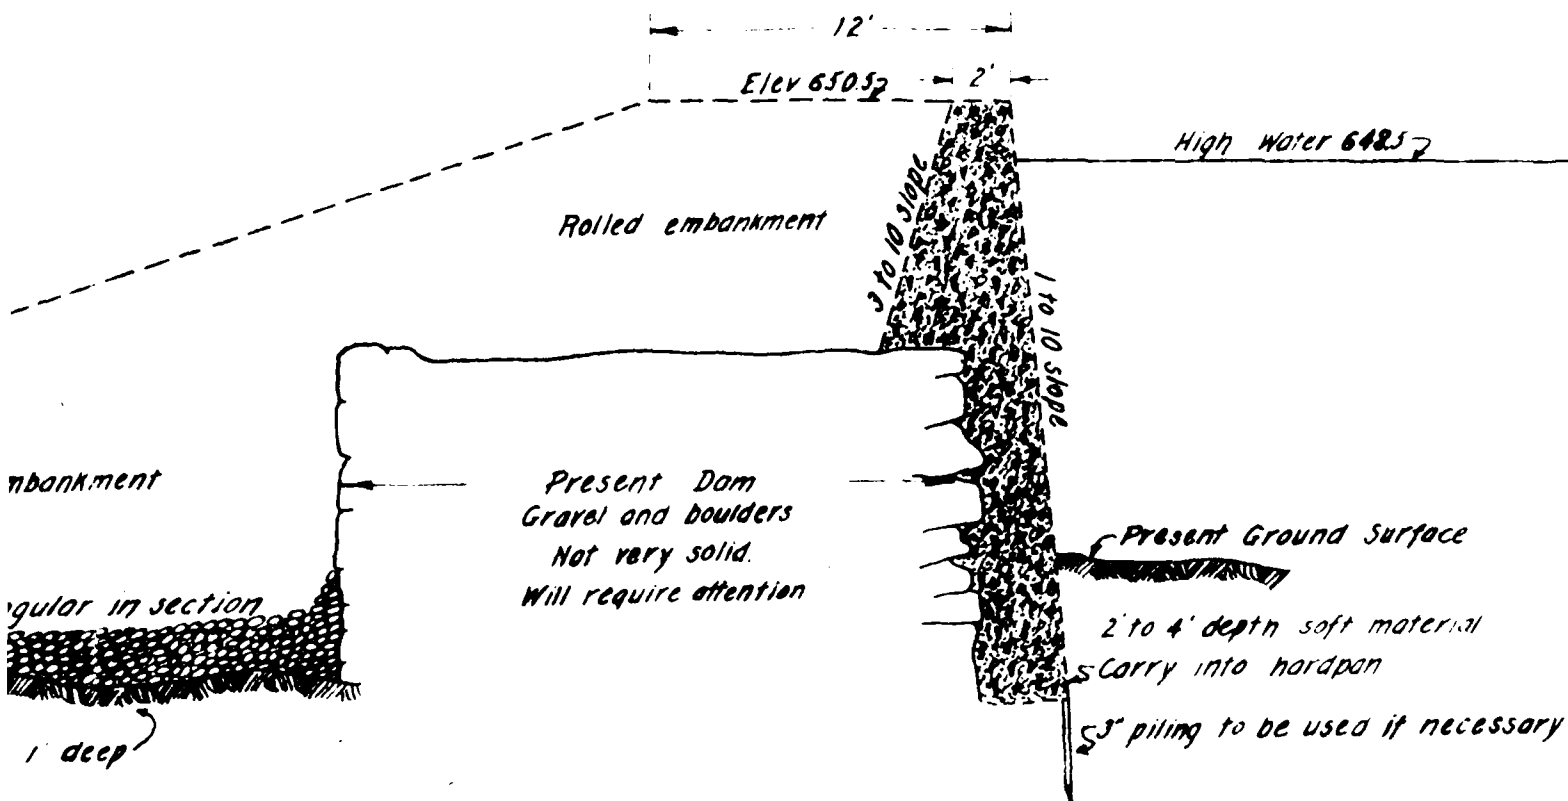 12'
Elev 650.5
2'
High Water 648.5
3 to 10 slope
Rolled embankment
1 to 10 slope
mbankment
Present Dam
Gravel and boulders
Not very solid.
Will require attention
Present Ground Surface
gular in section
2' to 4' depth soft material
Carry into hardpan
3" piling to be used if necessary
1' deep